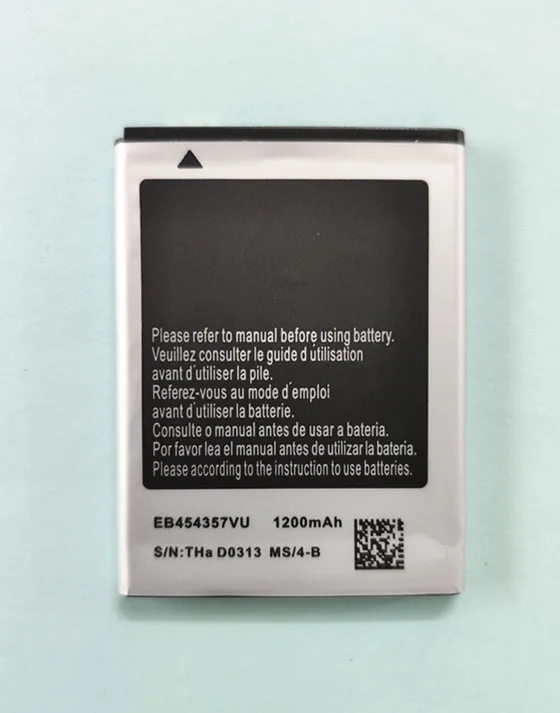 Please refer to manual before using battery.
Veuillez consulter le guide d'utilisation
avant d'utiliser la pile.
Referez-vous au mode d'emploi
avant d'utiliser la batterie.
Consulte o manual antes de usar a bateria.
Por favor lea el manual antes de utilizar la bateria.
Please according to the instruction to use batteries.
EB454357VU 1200mAh
S/N:THa D0313 MS/4-B